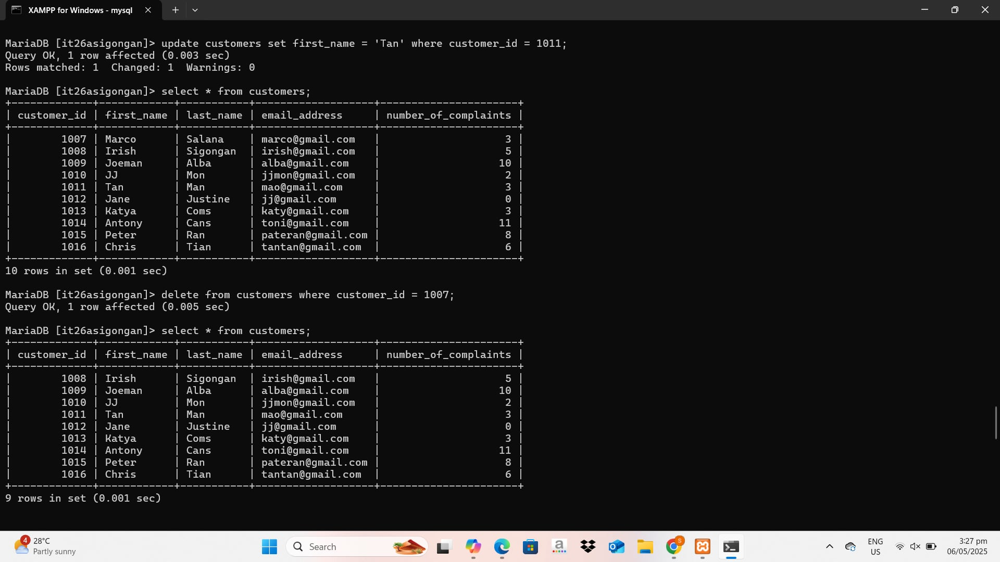 XAMPP for Windows - mysql
MariaDB [it26asigongan]> update customers set first_name = 'Tan' where customer_id = 1011;
Query OK, 1 row affected (0.003 sec)
Rows matched: 1  Changed: 1  Warnings: 0
MariaDB [it26asigongan]> select * from customers;
+-------------+------------+-----------+-------------------+----------------------+
| customer_id | first_name | last_name | email_address     | number_of_complaints |
+-------------+------------+-----------+-------------------+----------------------+
|        1007 | Marco      | Salana    | marco@gmail.com   |                    3 |
|        1008 | Irish      | Sigongan  | irish@gmail.com   |                    5 |
|        1009 | Joeman     | Alba      | alba@gmail.com    |                   10 |
|        1010 | JJ         | Mon       | jjmon@gmail.com   |                    2 |
|        1011 | Tan        | Man       | mao@gmail.com     |                    3 |
|        1012 | Jane       | Justine   | jj@gmail.com      |                    0 |
|        1013 | Katya      | Coms      | katy@gmail.com    |                    3 |
|        1014 | Antony     | Cans      | toni@gmail.com    |                   11 |
|        1015 | Peter      | Ran       | pateran@gmail.com |                    8 |
|        1016 | Chris      | Tian      | tantan@gmail.com  |                    6 |
+-------------+------------+-----------+-------------------+----------------------+
10 rows in set (0.001 sec)
MariaDB [it26asigongan]> delete from customers where customer_id = 1007;
Query OK, 1 row affected (0.005 sec)
MariaDB [it26asigongan]> select * from customers;
+-------------+------------+-----------+-------------------+----------------------+
| customer_id | first_name | last_name | email_address     | number_of_complaints |
+-------------+------------+-----------+-------------------+----------------------+
|        1008 | Irish      | Sigongan  | irish@gmail.com   |                    5 |
|        1009 | Joeman     | Alba      | alba@gmail.com    |                   10 |
|        1010 | JJ         | Mon       | jjmon@gmail.com   |                    2 |
|        1011 | Tan        | Man       | mao@gmail.com     |                    3 |
|        1012 | Jane       | Justine   | jj@gmail.com      |                    0 |
|        1013 | Katya      | Coms      | katy@gmail.com    |                    3 |
|        1014 | Antony     | Cans      | toni@gmail.com    |                   11 |
|        1015 | Peter      | Ran       | pateran@gmail.com |                    8 |
|        1016 | Chris      | Tian      | tantan@gmail.com  |                    6 |
+-------------+------------+-----------+-------------------+----------------------+
9 rows in set (0.001 sec)
4
28°C
Partly sunny
Search
a
S
ENG
US
3:27 pm
06/05/2025